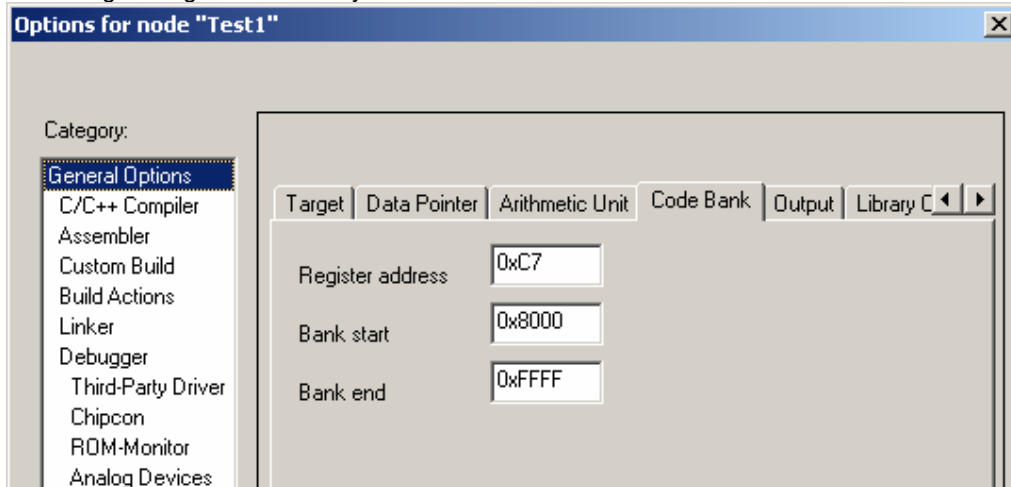 Options for node "Test1"
Category:
General Options
C/C++ Compiler
Assembler
Custom Build
Build Actions
Linker
Debugger
Third-Party Driver
Chipcon
ROM-Monitor
Analog Devices
Target
Data Pointer
Arithmetic Unit
Code Bank
Output
Library
Register address
0xC7
Bank start
0x8000
Bank end
0xFFFF